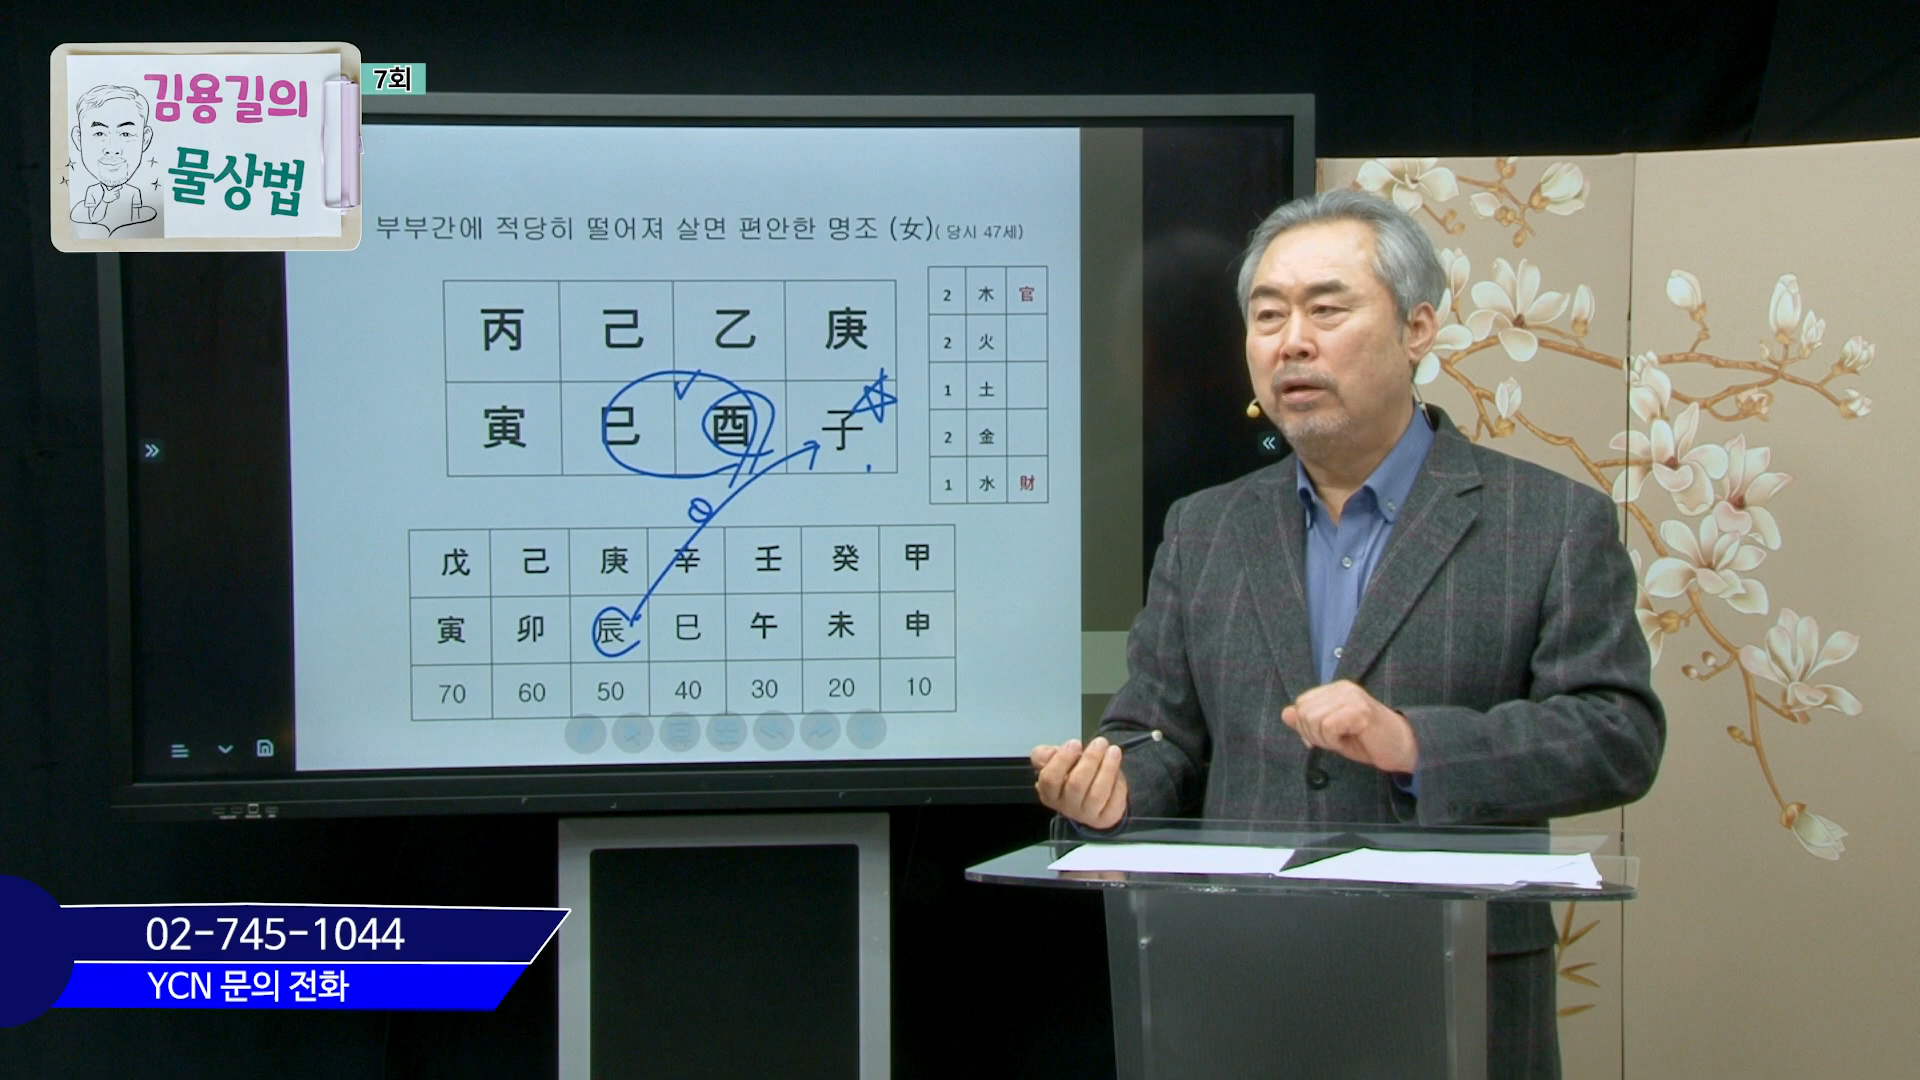 김용길의
물상법
7회
부부간에 적당히 떨어져 살면 편안한 명조 (女)( 당시 47세)
丙 己 乙 庚
寅 巳 酉 子
2 木 官
2 火
1 土
2 金
1 水 財
戊 己 庚 辛 壬 癸 甲
寅 卯 辰 巳 午 未 申
70 60 50 40 30 20 10
02-745-1044
YCN 문의 전화